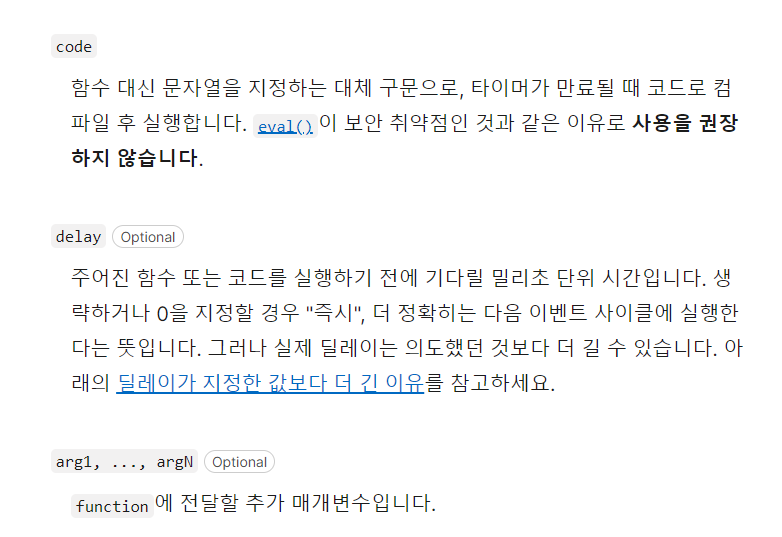 code
함수 대신 문자열을 지정하는 대체 구문으로, 타이머가 만료될 때 코드로 컴
파일 후 실행합니다. eval()이 보안 취약점인 것과 같은 이유로 사용을 권장
하지 않습니다.
delay Optional
주어진 함수 또는 코드를 실행하기 전에 기다릴 밀리초 단위 시간입니다. 생
략하거나 0을 지정할 경우 "즉시", 더 정확히는 다음 이벤트 사이클에 실행한
다는 뜻입니다. 그러나 실제 딜레이는 의도했던 것보다 더 길 수 있습니다. 아
래의 딜레이가 지정한 값보다 더 긴 이유를 참고하세요.
arg1, ..., argN Optional
function에 전달할 추가 매개변수입니다.